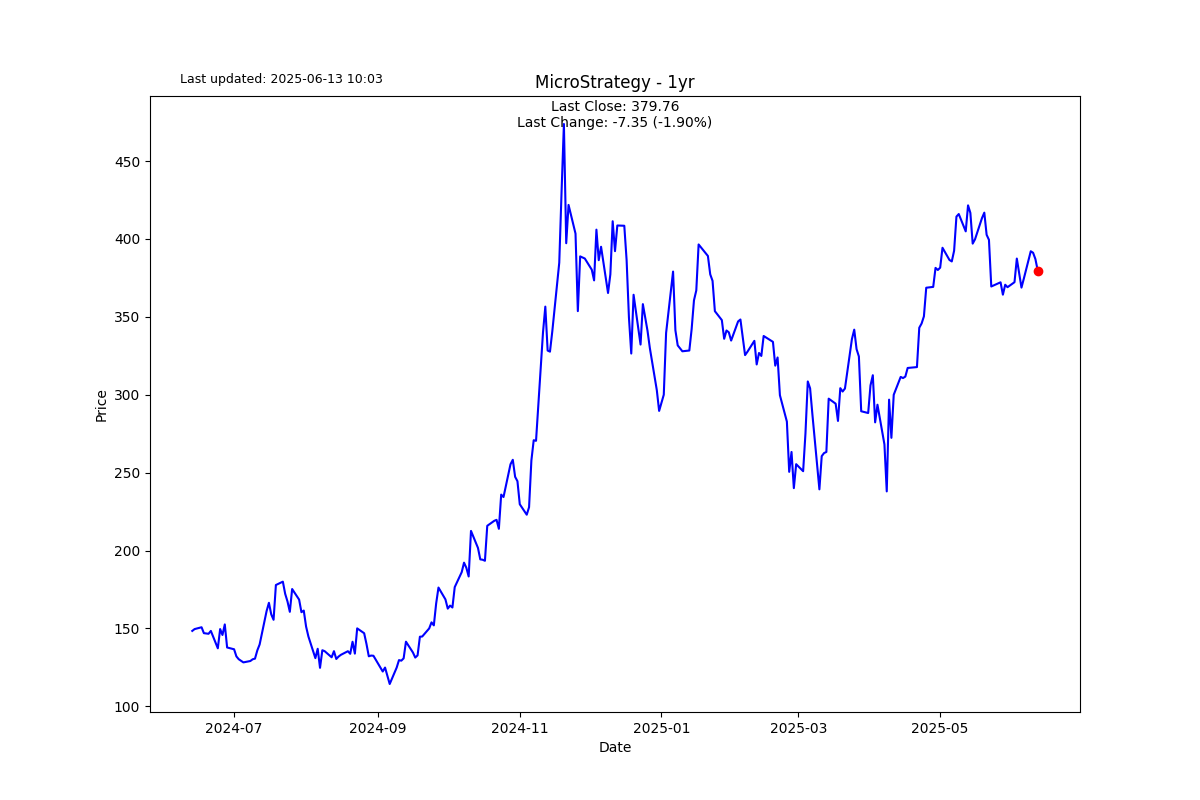 Last updated: 2025-06-13 10:03
MicroStrategy - 1yr
Last Close: 379.76
Last Change: -7.35 (-1.90%)
450
400
350
300
250
200
150
100
Price
2024-07
2024-09
2024-11
2025-01
2025-03
2025-05
Date